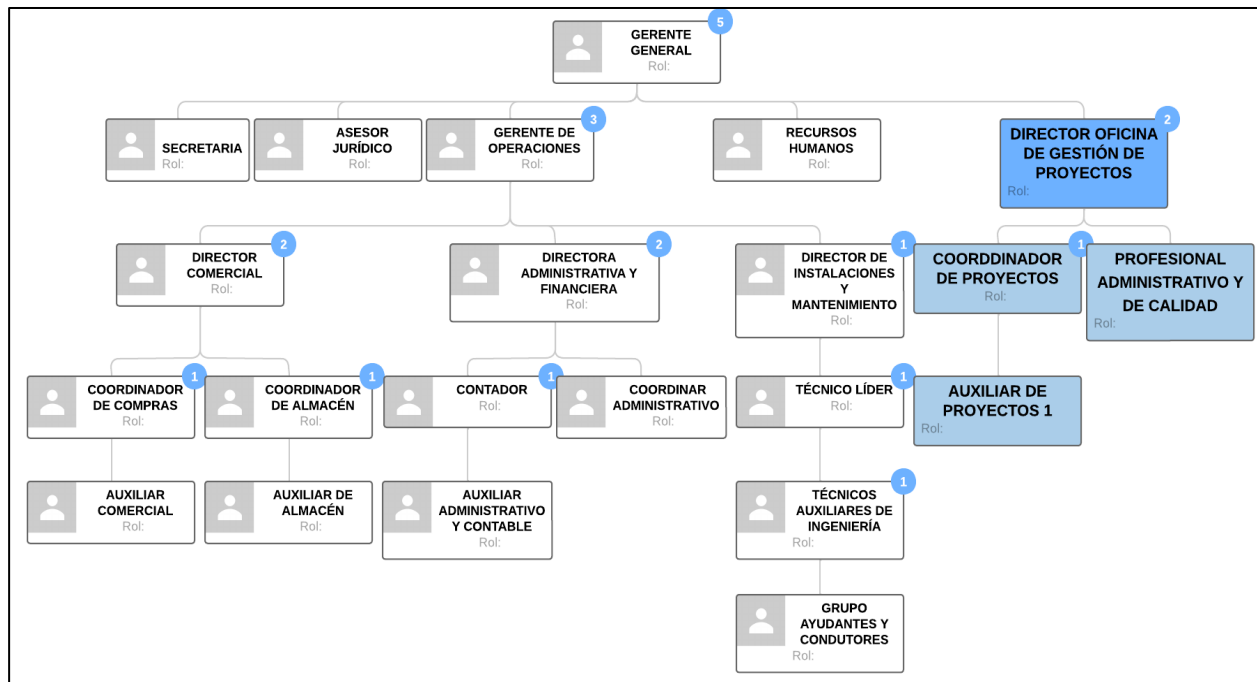 5
GERENTE
GENERAL
Rol:
SECRETARIA
Rol:
ASESOR
JURÍDICO
Rol:
3
GERENTE DE
OPERACIONES
Rol:
RECURSOS
HUMANOS
Rol:
2
DIRECTOR OFICINA
DE GESTIÓN DE
PROYECTOS
Rol:
2
DIRECTOR
COMERCIAL
Rol:
2
DIRECTORA
ADMINISTRATIVA Y
FINANCIERA
Rol:
1
DIRECTOR DE
INSTALACIONES
Y
MANTENIMIENTO
Rol:
1
COORDDINADOR
DE PROYECTOS
Rol:
PROFESIONAL
ADMINISTRATIVO Y
DE CALIDAD
Rol:
1
COORDINADOR
DE COMPRAS
Rol:
1
COORDINADOR
DE ALMACÉN
Rol:
1
CONTADOR
Rol:
COORDINAR
ADMINISTRATIVO
Rol:
1
TÉCNICO LÍDER
Rol:
AUXILIAR DE
PROYECTOS 1
Rol:
AUXILIAR
COMERCIAL
Rol:
AUXILIAR DE
ALMACÉN
Rol:
AUXILIAR
ADMINISTRATIVO
Y CONTABLE
Rol:
1
TÉCNICOS
AUXILIARES DE
INGENIERÍA
Rol:
GRUPO
AYUDANTES Y
CONDUTORES
Rol: